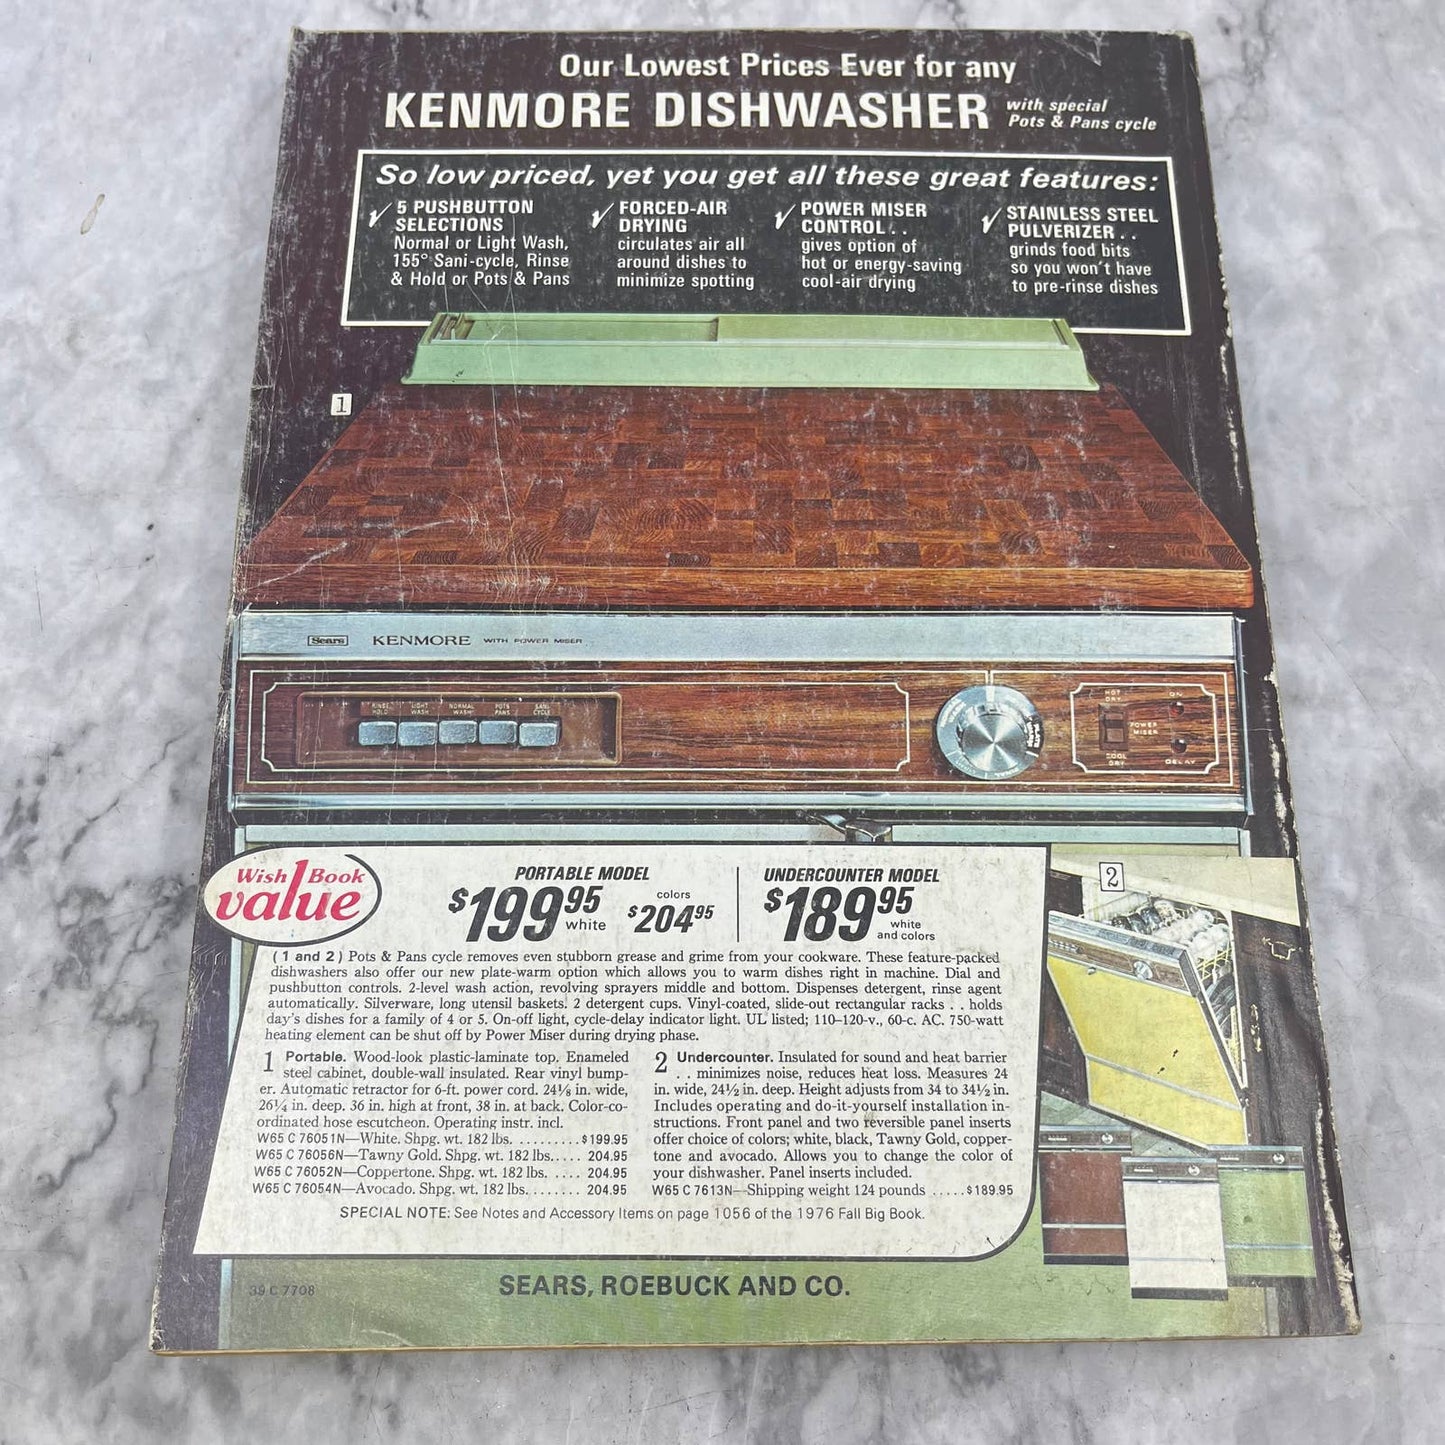 Our Lowest Prices Ever for any
KENMORE DISHWASHER with special
Pots & Pans cycle
So low priced, yet you get all these great features:
✓ 5 PUSHBUTTON
SELECTIONS
Normal or Light Wash,
155° Sani-cycle, Rinse
& Hold or Pots & Pans
✓ FORCED-AIR
DRYING
circulates air all
around dishes to
minimize spotting
✓ POWER MISER
CONTROL . .
gives option of
hot or energy-saving
cool-air drying
✓ STAINLESS STEEL
PULVERIZER . .
grinds food bits
so you won't have
to pre-rinse dishes
1
Sears KENMORE WITH POWER MISER
RINSE HOLD
LIGHT WASH
NORMAL WASH
POTS PANS
SANI CYCLE
HOT DRY
ON
POWER MISER
COOL DRY
DELAY
Wish Book
value
PORTABLE MODEL
$199.95 white
colors
$204.95
UNDERCOUNTER MODEL
$189.95 white
and colors
2
(1 and 2) Pots & Pans cycle removes even stubborn grease and grime from your cookware. These feature-packed
dishwashers also offer our new plate-warm option which allows you to warm dishes right in machine. Dial and
pushbutton controls. 2-level wash action, revolving sprayers middle and bottom. Dispenses detergent, rinse agent
automatically. Silverware, long utensil baskets. 2 detergent cups. Vinyl-coated, slide-out rectangular racks . . holds
day's dishes for a family of 4 or 5. On-off light, cycle-delay indicator light. UL listed; 110–120-v., 60-c. AC. 750-watt
heating element can be shut off by Power Miser during drying phase.
1 Portable. Wood-look plastic-laminate top. Enameled
steel cabinet, double-wall insulated. Rear vinyl bump-
er. Automatic retractor for 6-ft. power cord. 24⅛ in. wide,
26¼ in. deep. 36 in. high at front, 38 in. at back. Color-co-
ordinated hose escutcheon. Operating instr. incl.
W65 C 76051N—White. Shpg. wt. 182 lbs. . . . . . . . . . $199.95
W65 C 76056N—Tawny Gold. Shpg. wt. 182 lbs. . . . . 204.95
W65 C 76052N—Coppertone. Shpg. wt. 182 lbs. . . . . 204.95
W65 C 76054N—Avocado. Shpg. wt. 182 lbs. . . . . . . . 204.95
2 Undercounter. Insulated for sound and heat barrier
. . minimizes noise, reduces heat loss. Measures 24
in. wide, 24½ in. deep. Height adjusts from 34 to 34½ in.
Includes operating and do-it-yourself installation in-
structions. Front panel and two reversible panel inserts
offer choice of colors; white, black, Tawny Gold, copper-
tone and avocado. Allows you to change the color of
your dishwasher. Panel inserts included.
W65 C 7613N—Shipping weight 124 pounds . . . . . $189.95
SPECIAL NOTE: See Notes and Accessory Items on page 1056 of the 1976 Fall Big Book.
39 C 7708
SEARS, ROEBUCK AND CO.